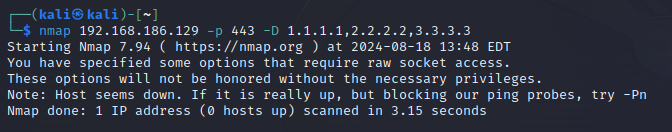 ┌──(kali㉿kali)-[~]
└─$ nmap 192.168.186.129 -p 443 -D 1.1.1.1,2.2.2.2,3.3.3.3
Starting Nmap 7.94 ( https://nmap.org ) at 2024-08-18 13:48 EDT
You have specified some options that require raw socket access.
These options will not be honored without the necessary privileges.
Note: Host seems down. If it is really up, but blocking our ping probes, try -Pn
Nmap done: 1 IP address (0 hosts up) scanned in 3.15 seconds